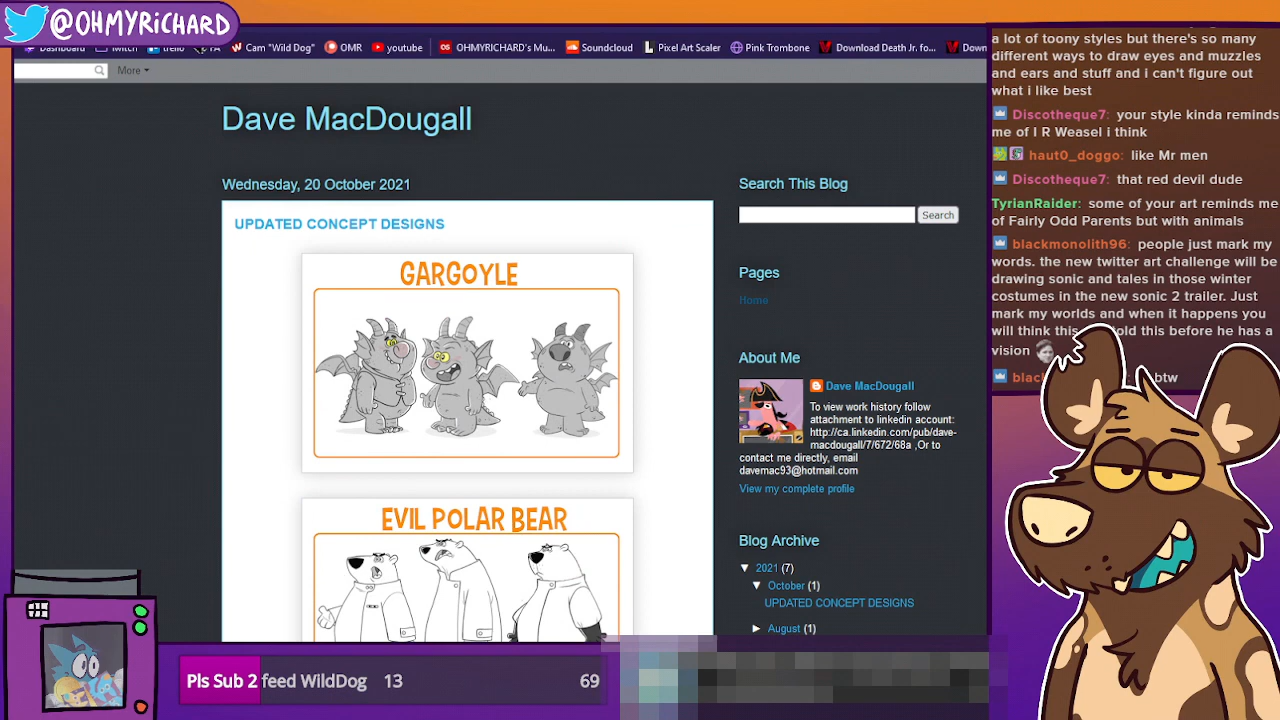 @OHMYRiCHARD
Dashboard
Twitch
trello
FA
Cam "Wild Dog"
OMR
youtube
OHMYRICHARD's Mu...
Soundcloud
Pixel Art Scaler
Pink Trombone
Download Death Jr. fo...
Down
More
Dave MacDougall
Wednesday, 20 October 2021
UPDATED CONCEPT DESIGNS
GARGOYLE
EVIL POLAR BEAR
Search This Blog
Search
Pages
Home
About Me
Dave MacDougall
To view work history follow
attachment to linkedin account:
http://ca.linkedin.com/pub/dave-
macdougall/7/672/68a ,Or to
contact me directly, email
davemac93@hotmail.com
View my complete profile
Blog Archive
2021 (7)
October (1)
UPDATED CONCEPT DESIGNS
August (1)
a lot of toony styles but there's so many
different ways to draw eyes and muzzles
and ears and stuff and i can't figure out
what i like best
Discotheque7: your style kinda reminds
me of I R Weasel i think
haut0_doggo: like Mr men
Discotheque7: that red devil dude
TyrianRaider: some of your art reminds me
of Fairly Odd Parents but with animals
blackmonolith96: people just mark my
words. the new twitter art challenge will be
drawing sonic and tales in those winter
costumes in the new sonic 2 trailer. Just
mark my worlds and when it happens you
will think this old this before he has a
vision
blac btw
Pls Sub 2 feed WildDog 13 69